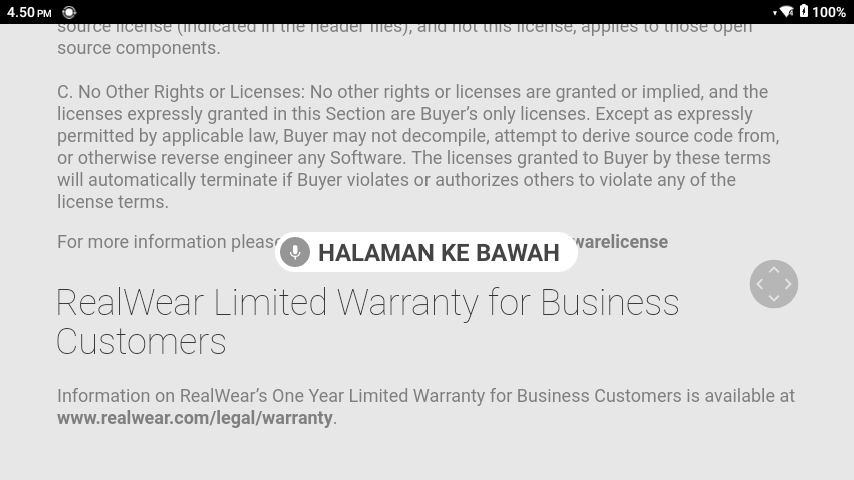 4.50 PM
100%
source license (indicated in the header files), and not this license, applies to those open
source components.
C. No Other Rights or Licenses: No other rights or licenses are granted or implied, and the
licenses expressly granted in this Section are Buyer’s only licenses. Except as expressly
permitted by applicable law, Buyer may not decompile, attempt to derive source code from,
or otherwise reverse engineer any Software. The licenses granted to Buyer by these terms
will automatically terminate if Buyer violates or authorizes others to violate any of the
license terms.
For more information
HALAMAN KE BAWAH
RealWear Limited Warranty for Business
Customers
Information on RealWear’s One Year Limited Warranty for Business Customers is available at
www.realwear.com/legal/warranty.